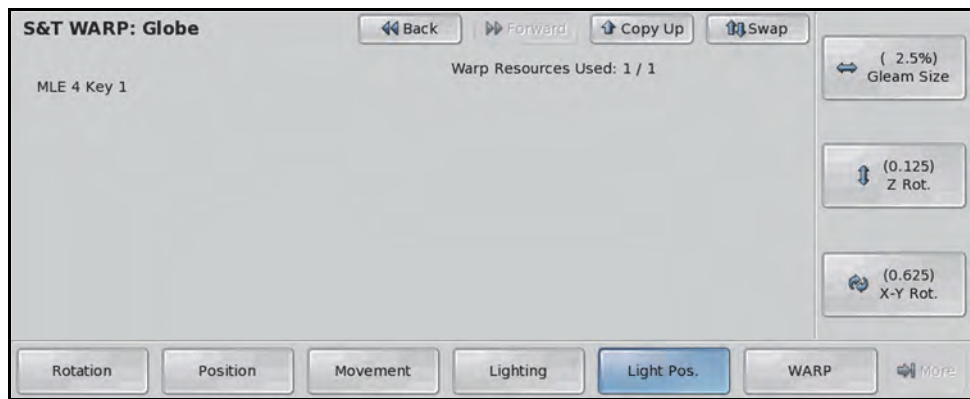 S&T WARP: Globe
Back
Forward
Copy Up
Swap
MLE 4 Key 1
Warp Resources Used: 1 / 1
( 2.5%)
Gleam Size
(0.125)
Z Rot.
(0.625)
X-Y Rot.
Rotation
Position
Movement
Lighting
Light Pos.
WARP
More